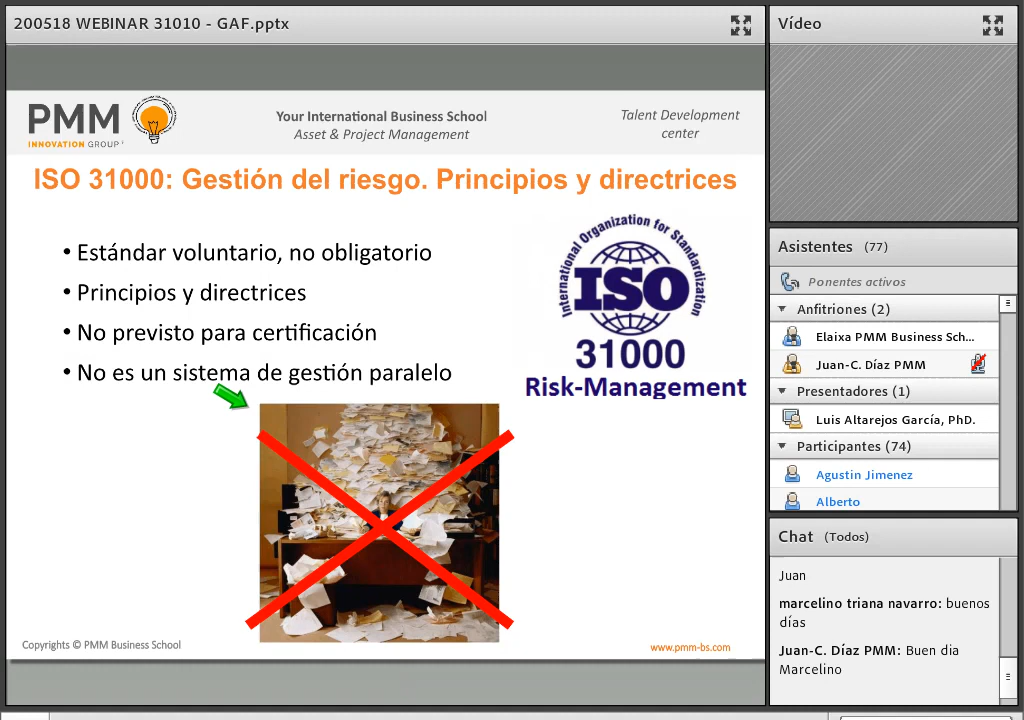 200518 WEBINAR 31010 - GAF.pptx
PMM
INNOVATION GROUP
Your International Business School
Asset & Project Management
Talent Development
center
ISO 31000: Gestión del riesgo. Principios y directrices
• Estándar voluntario, no obligatorio
• Principios y directrices
• No previsto para certificación
• No es un sistema de gestión paralelo
International Organization for Standardization
ISO
31000
Risk-Management
Copyrights © PMM Business School
www.pmm-bs.com
Vídeo
Asistentes (77)
Ponentes activos
Anfitriones (2)
Elaixa PMM Business Sch...
Juan-C. Díaz PMM
Presentadores (1)
Luis Altarejos García, PhD.
Participantes (74)
Agustin Jimenez
Alberto
Chat (Todos)
Juan
marcelino triana navarro: buenos
días
Juan-C. Díaz PMM: Buen dia
Marcelino